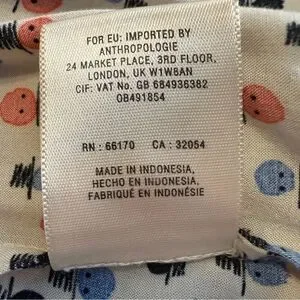 FOR EU: IMPORTED BY
ANTHROPOLOGIE
24 MARKET PLACE, 3RD FLOOR,
LONDON, UK W1W8AN
CIF: VAT No. GB 684936382
OB491854
RN : 66170 CA : 32054
MADE IN INDONESIA,
HECHO EN INDONESIA,
FABRIQUÉ EN INDONÉSIE